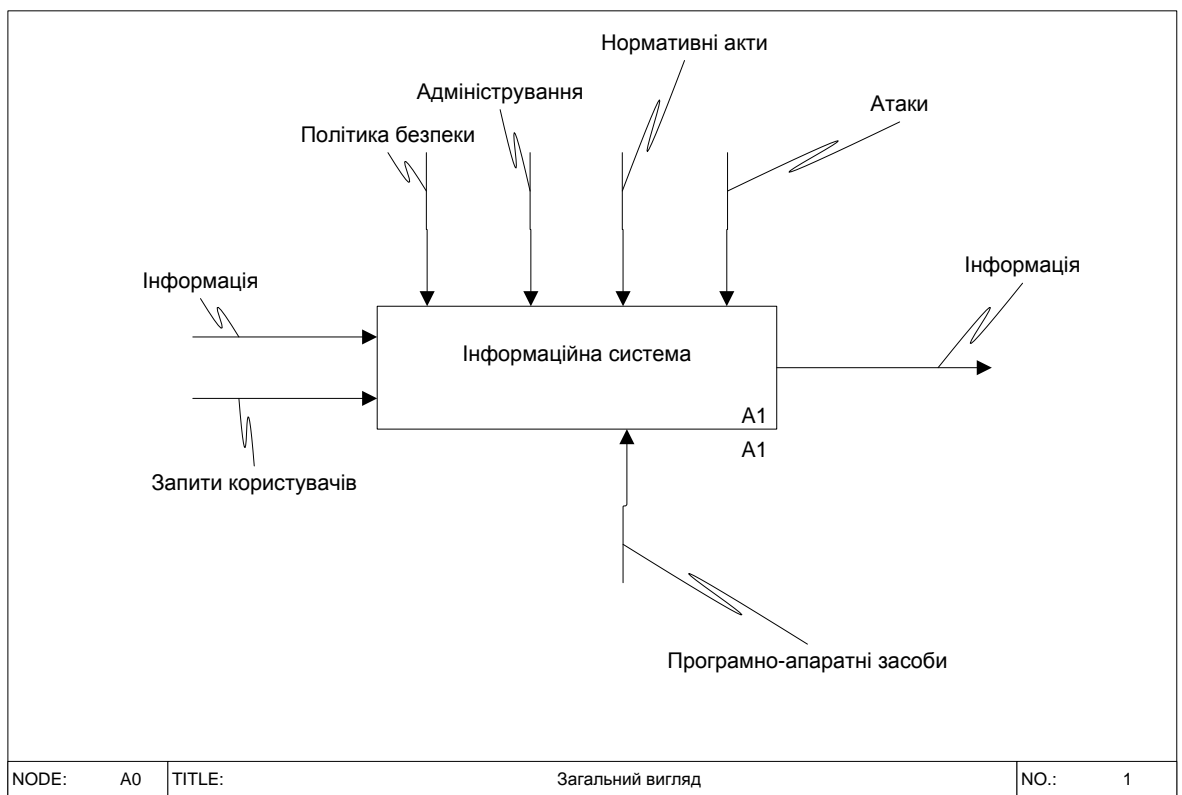 Нормативні акти
Адміністрування
Атаки
Політика безпеки
Інформація
Інформація
Інформаційна система
A1
A1
Запити користувачів
Програмно-апаратні засоби
NODE: A0 TITLE: Загальний вигляд NO.: 1